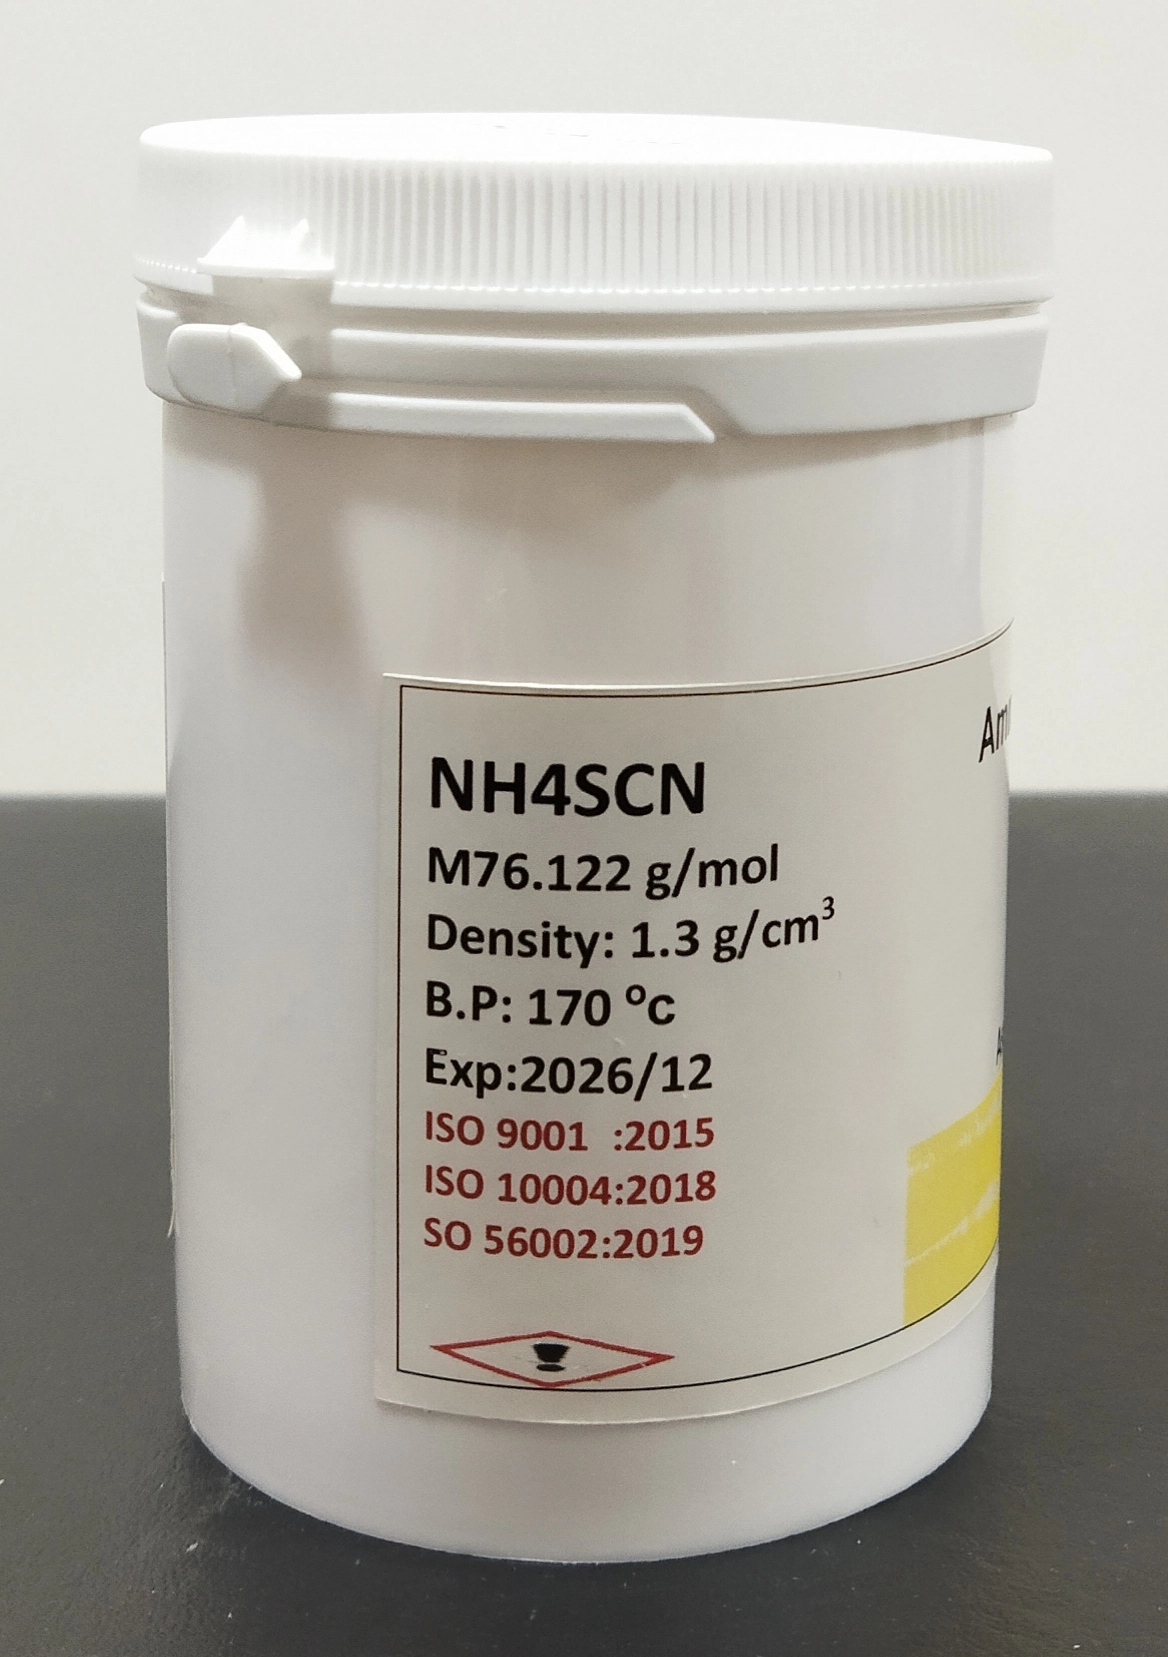 NH4SCN
M76.122 g/mol
Density: 1.3 g/cm³
B.P: 170 ºc
Exp:2026/12
ISO 9001  :2015
ISO 10004:2018
SO 56002:2019